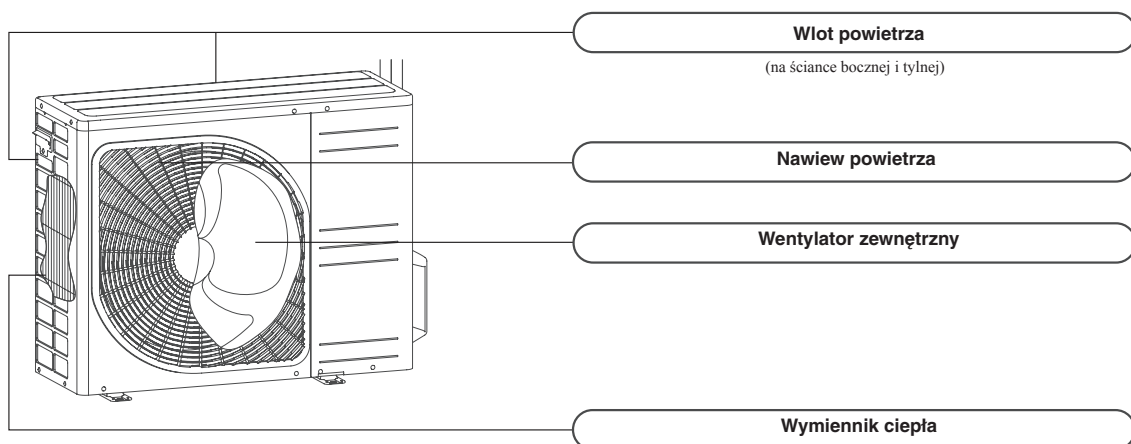 Wlot powietrza
(na ściance bocznej i tylnej)
Nawiew powietrza
Wentylator zewnętrzny
Wymiennik ciepła